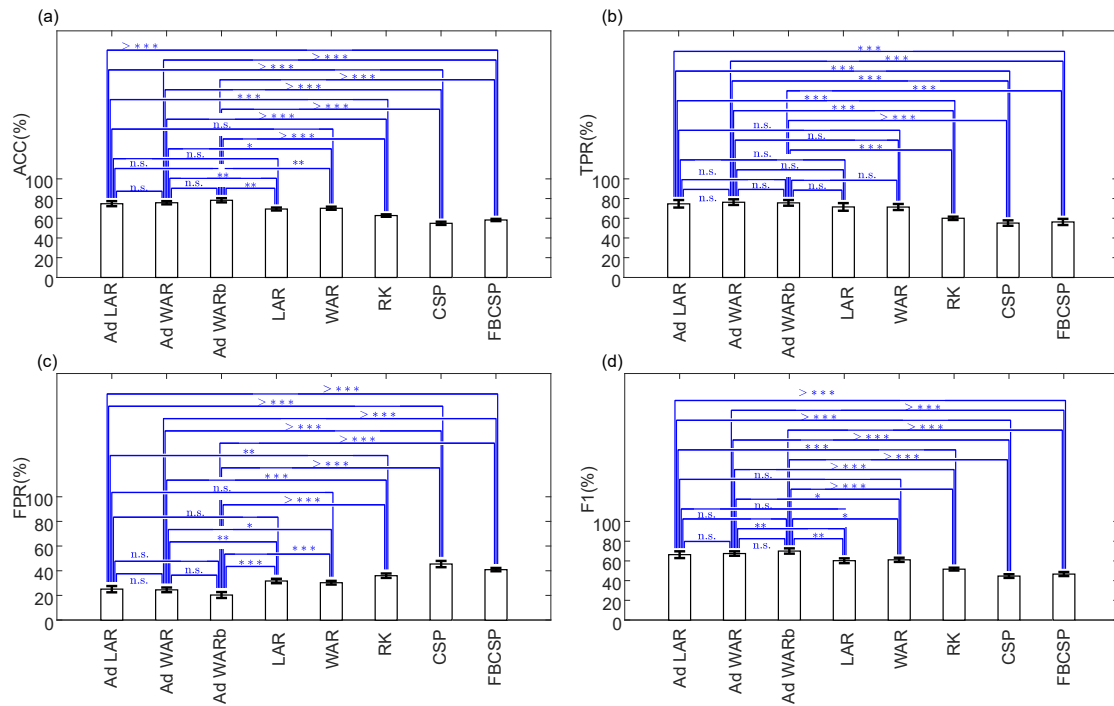 (a)
> ***
***
> ***
> ***
> ***
> ***
***
> ***
> ***
n.s.
> ***
*
n.s.
**
n.s.
**
n.s.
n.s.
**
ACC(%)
100
80
60
40
20
0
Ad LAR
Ad WAR
Ad WARb
LAR
WAR
RK
CSP
FBCSP
(b)
***
***
***
***
***
***
***
> ***
n.s.
n.s.
***
n.s.
n.s.
n.s.
n.s.
n.s.
n.s.
n.s.
TPR(%)
100
80
60
40
20
0
Ad LAR
Ad WAR
Ad WARb
LAR
WAR
RK
CSP
FBCSP
(c)
> ***
> ***
> ***
> ***
> ***
**
> ***
***
n.s.
> ***
n.s.
*
**
n.s.
***
***
n.s.
n.s.
FPR(%)
100
80
60
40
20
0
Ad LAR
Ad WAR
Ad WARb
LAR
WAR
RK
CSP
FBCSP
(d)
> ***
> ***
> ***
> ***
> ***
***
> ***
> ***
n.s.
> ***
*
n.s.
n.s.
*
**
n.s.
n.s.
**
F1(%)
100
80
60
40
20
0
Ad LAR
Ad WAR
Ad WARb
LAR
WAR
RK
CSP
FBCSP